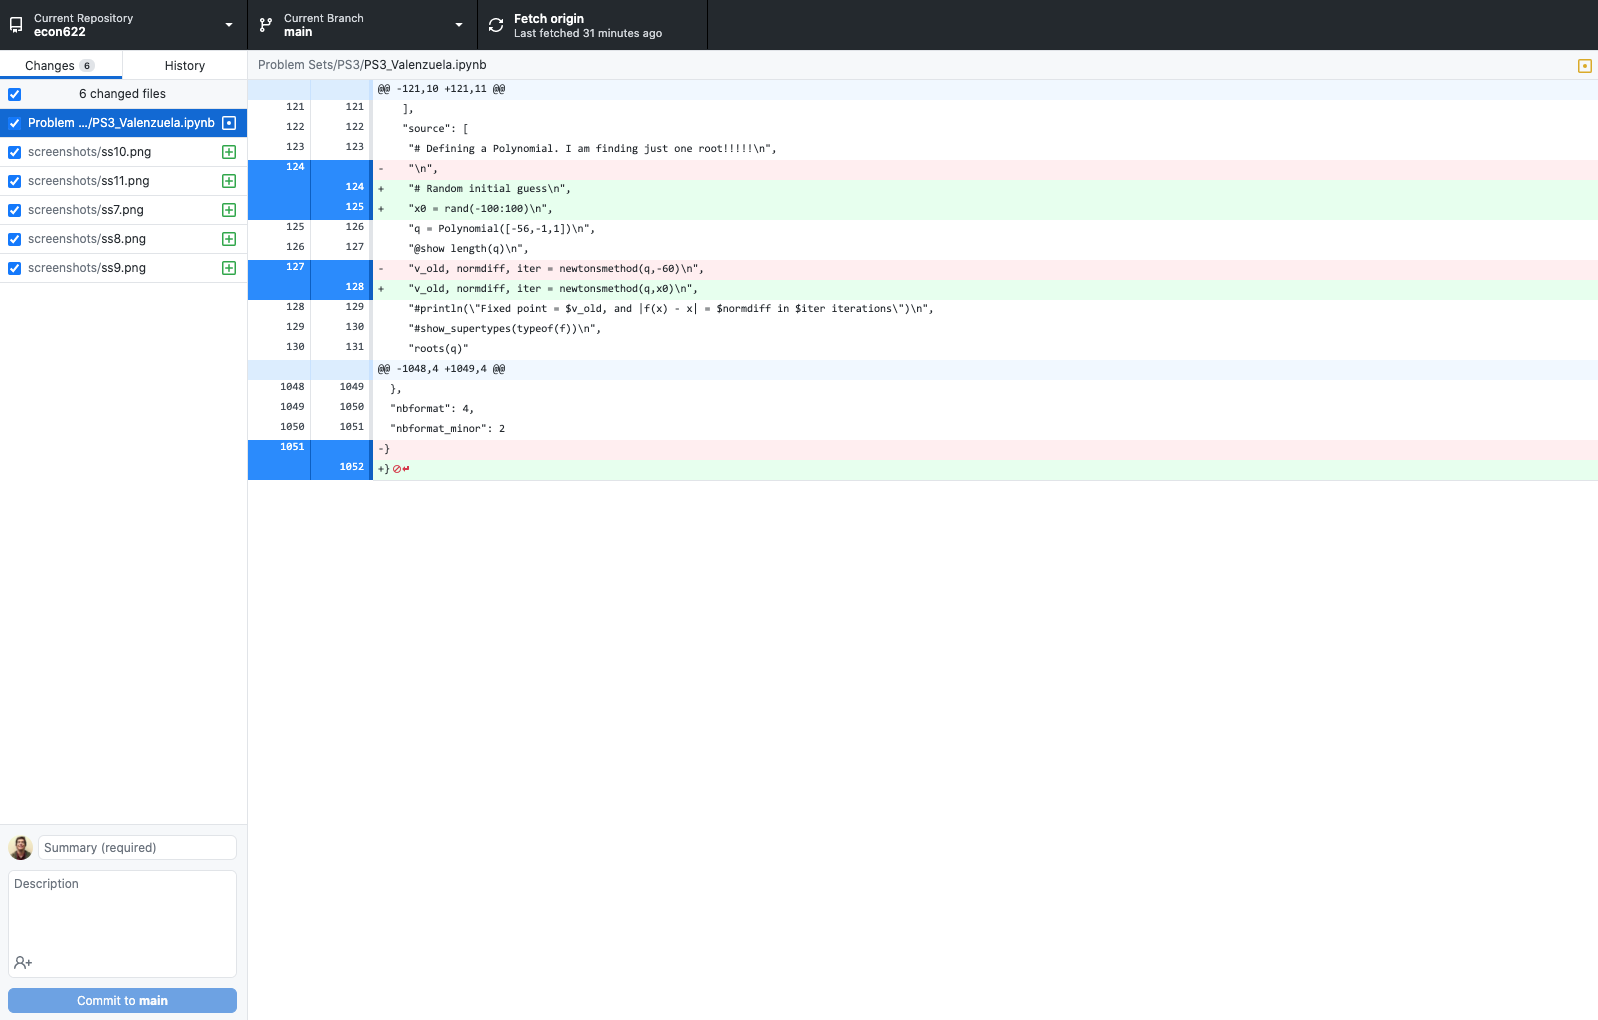 Current Repository
econ622
Current Branch
main
Fetch origin
Last fetched 31 minutes ago
Changes 6
History
Problem Sets/PS3/PS3_Valenzuela.ipynb
6 changed files
Problem .../PS3_Valenzuela.ipynb
screenshots/ss10.png
screenshots/ss11.png
screenshots/ss7.png
screenshots/ss8.png
screenshots/ss9.png
@@ -121,10 +121,11 @@
121 121 ],
122 122 "source": [
123 123 "# Defining a Polynomial. I am finding just one root!!!!!\n",
124 - "\n",
124 + "# Random initial guess\n",
125 + "x0 = rand(-100:100)\n",
125 126 "q = Polynomial([-56,-1,1])\n",
126 127 "@show length(q)\n",
127 - "v_old, normdiff, iter = newtonsmethod(q,-60)\n",
128 + "v_old, normdiff, iter = newtonsmethod(q,x0)\n",
128 129 "#println(\"Fixed point = $v_old, and |f(x) - x| = $normdiff in $iter iterations\")\n",
129 130 "#show_supertypes(typeof(f))\n",
130 131 "roots(q)"
@@ -1048,4 +1049,4 @@
1048 1049 },
1049 1050 "nbformat": 4,
1050 1051 "nbformat_minor": 2
1051 -}
1052 +}
Summary (required)
Description
Commit to main